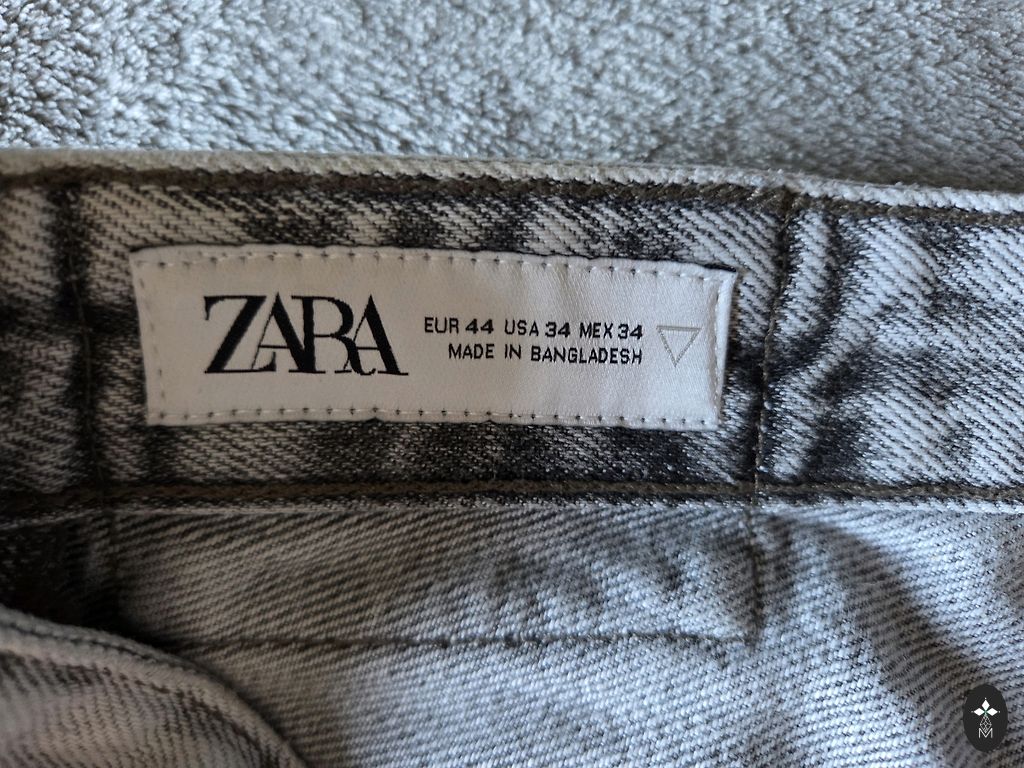 ZARA
EUR 44 USA 34 MEX 34
MADE IN BANGLADESH
M